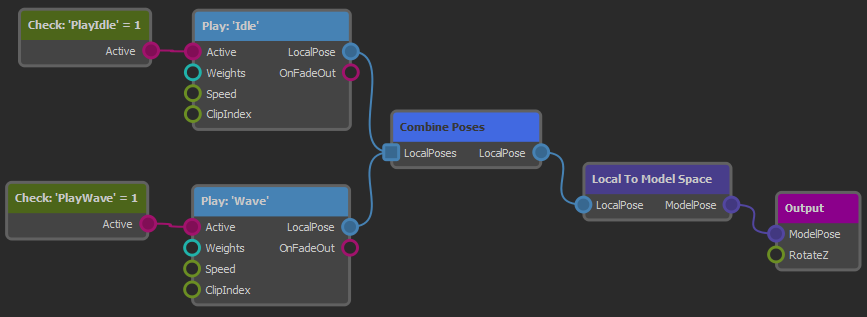 Check: 'PlayIdle' = 1
Active
Play: 'Idle'
Active LocalPose
Weights OnFadeOut
Speed
ClipIndex
Combine Poses
LocalPoses LocalPose
Check: 'PlayWave' = 1
Active
Play: 'Wave'
Active LocalPose
Weights OnFadeOut
Speed
ClipIndex
Local To Model Space
LocalPose ModelPose
Output
ModelPose
RotateZ